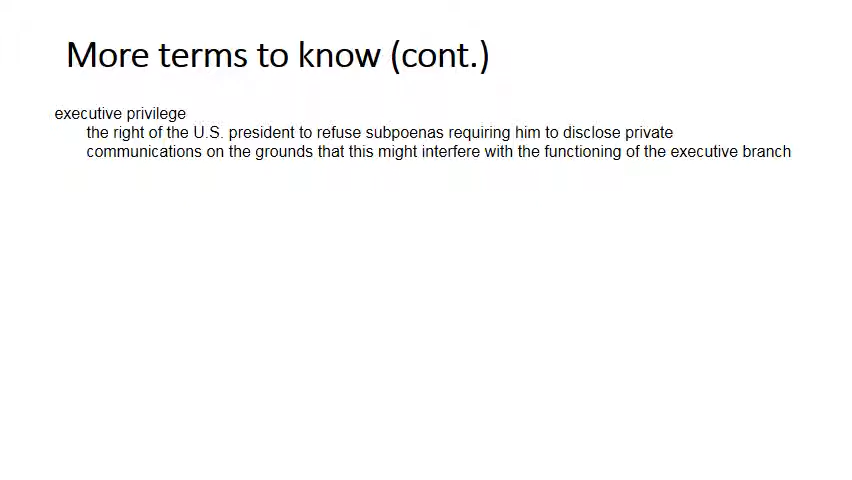 More terms to know (cont.)
executive privilege
the right of the U.S. president to refuse subpoenas requiring him to disclose private
communications on the grounds that this might interfere with the functioning of the executive branch